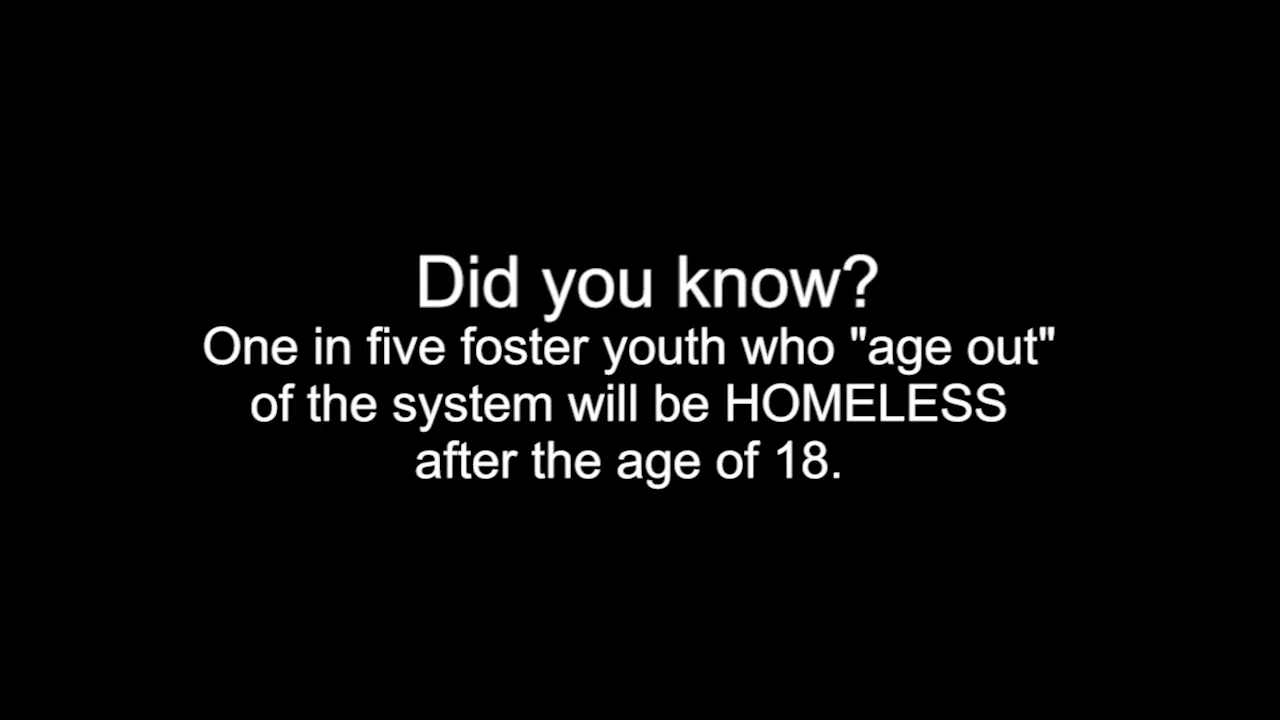 Did you know?
One in five foster youth who "age out"
of the system will be HOMELESS
after the age of 18.